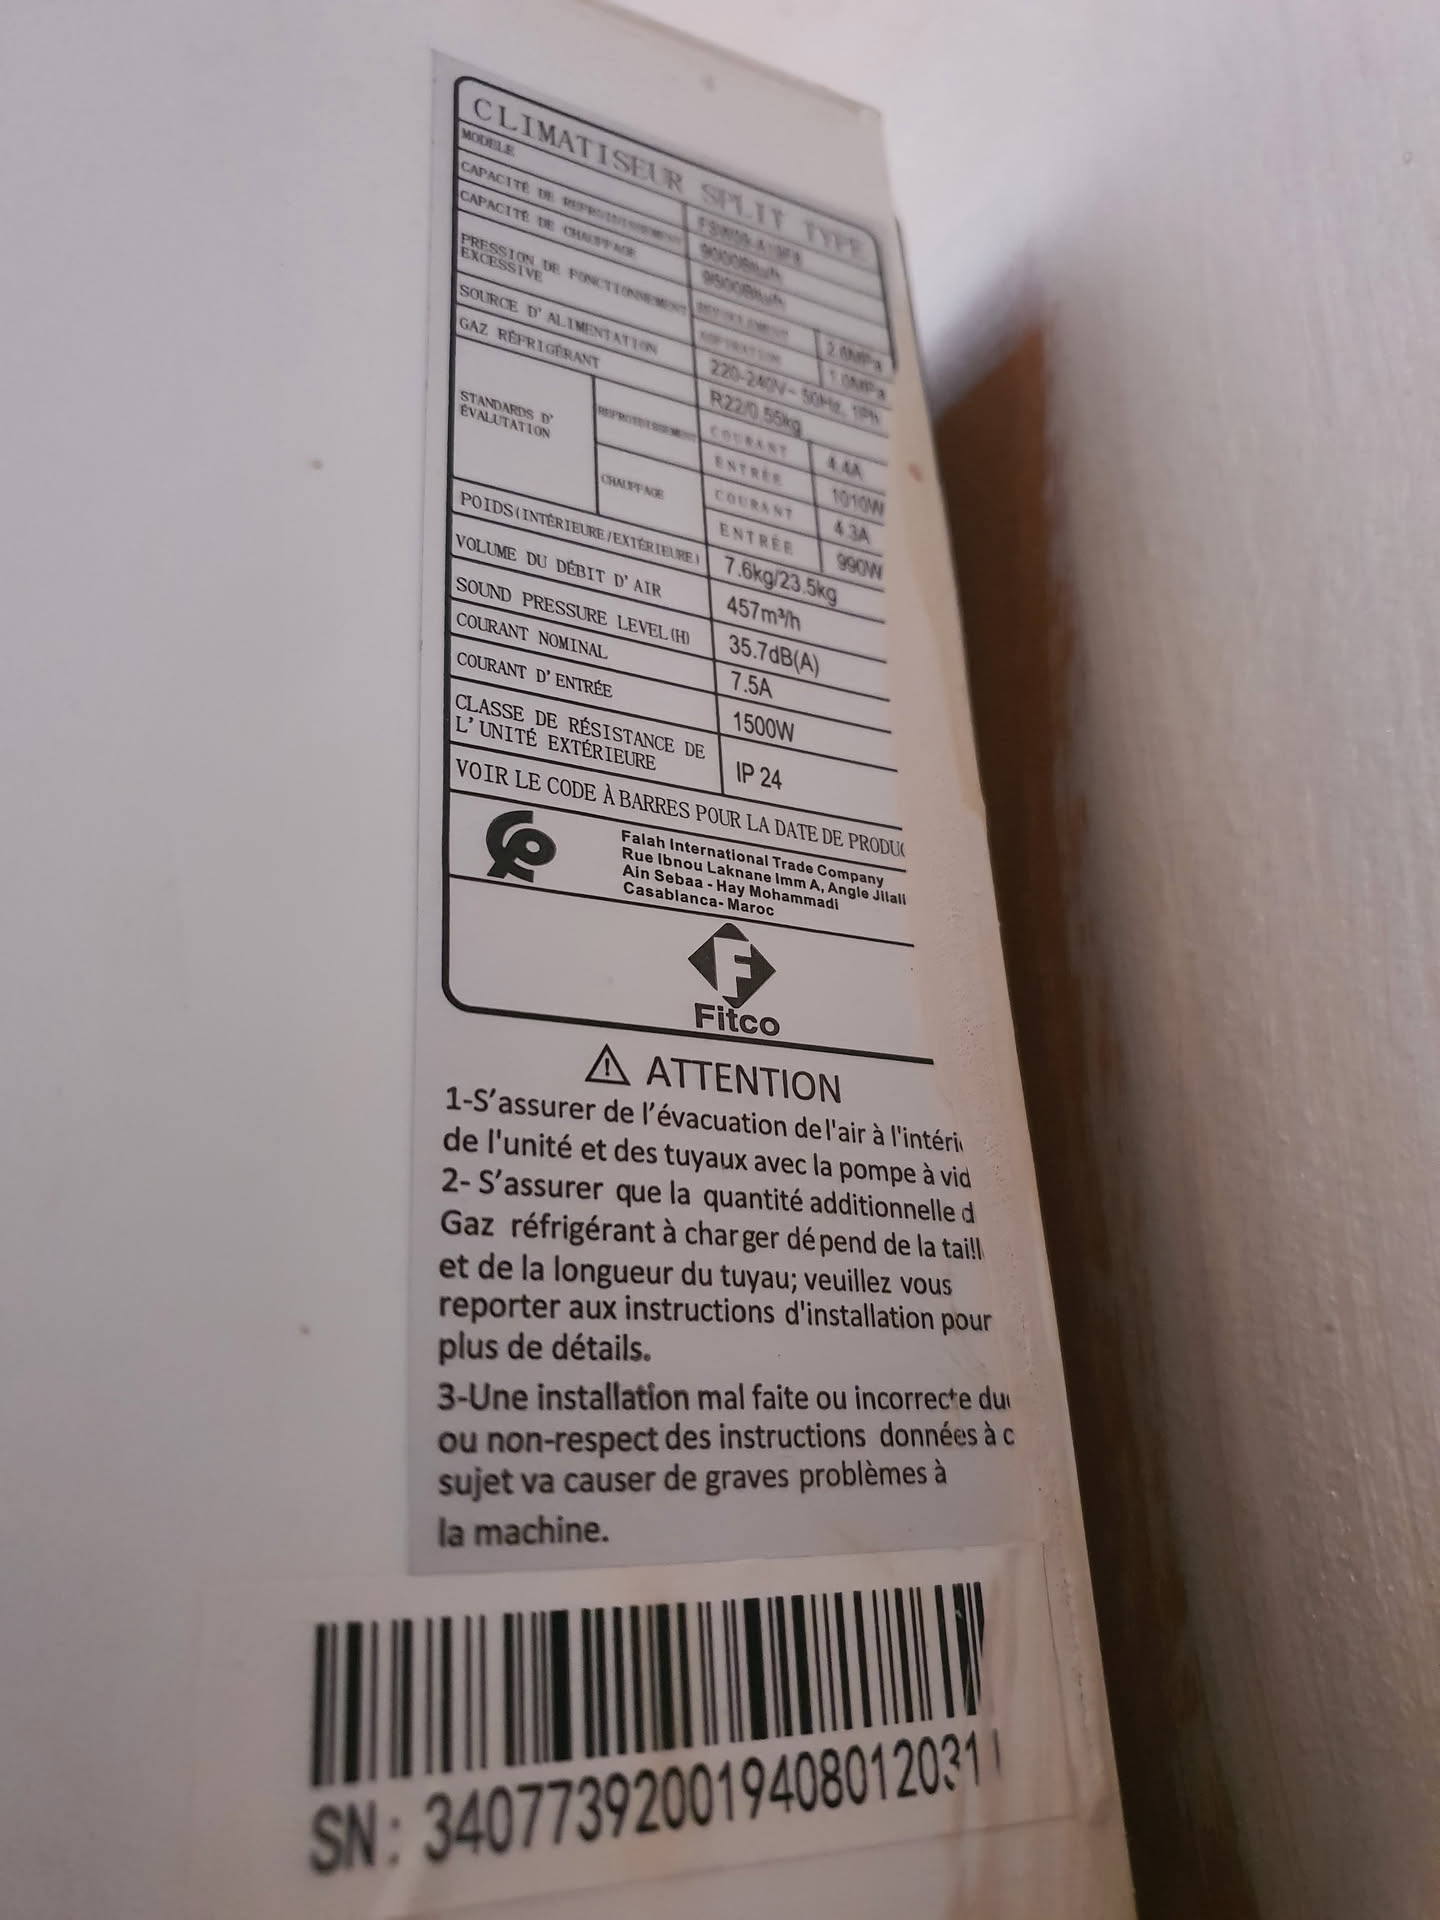 CLIMATISEUR SPLIT TYPE
MODELE
CAPACITÉ DE REFROIDISSEMENT 9000Btu/h
CAPACITÉ DE CHAUFFAGE 9500Btu/h
PRESSION DE FONCTIONNEMENT EXCESSIVE REFOULEMENT 2.6MPa
ASPIRATION 1.0MPa
SOURCE D'ALIMENTATION 220-240V~ 50Hz, 1Ph
GAZ RÉFRIGÉRANT R22/0.55kg
STANDARDS D'ÉVALUTATION REFROIDISSEMENT COURANT 4.4A
ENTRÉE 1010W
CHAUFFAGE COURANT 4.3A
ENTRÉE 990W
POIDS(INTÉRIEURE/EXTÉRIEURE) 7.6kg/23.5kg
VOLUME DU DÉBIT D'AIR 457m³/h
SOUND PRESSURE LEVEL(H) 35.7dB(A)
COURANT NOMINAL 7.5A
COURANT D'ENTRÉE 1500W
CLASSE DE RÉSISTANCE DE
L'UNITÉ EXTÉRIEURE IP 24
VOIR LE CODE À BARRES POUR LA DATE DE PRODUC
Falah International Trade Company
Rue Ibnou Laknane Imm A, Angle Jilali
Ain Sebaa - Hay Mohammadi
Casablanca- Maroc
F
Fitco
ATTENTION
1-S'assurer de l'évacuation de l'air à l'intéri
de l'unité et des tuyaux avec la pompe à vid
2- S'assurer que la quantité additionnelle d
Gaz réfrigérant à charger dépend de la taill
et de la longueur du tuyau; veuillez vous
reporter aux instructions d'installation pour
plus de détails.
3-Une installation mal faite ou incorrecte due
ou non-respect des instructions données à c
sujet va causer de graves problèmes à
la machine.
SN: 340773920019408012031